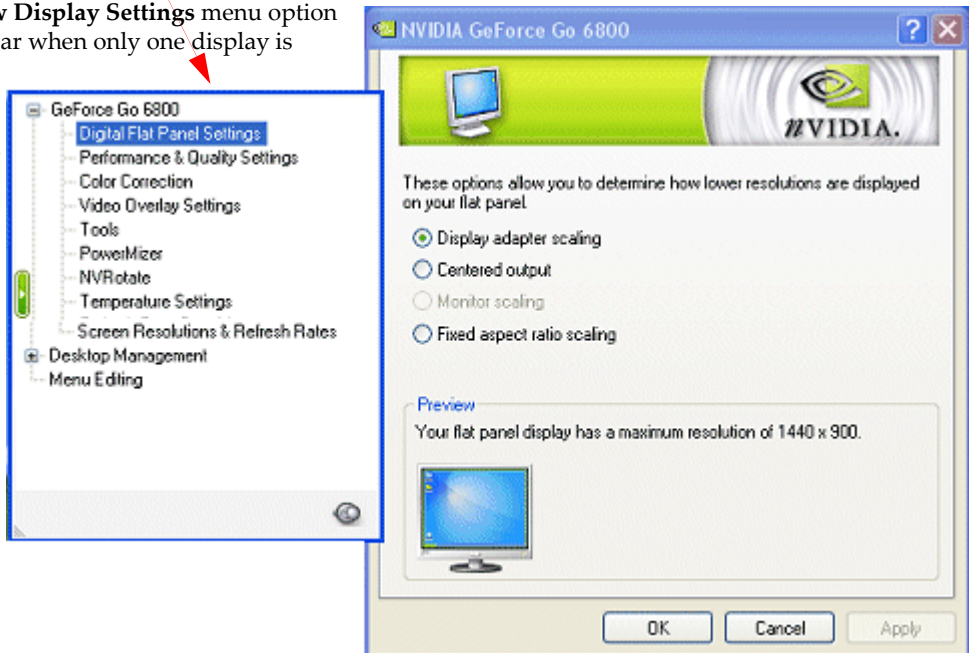 Display Settings menu option
ar when only one display is
NVIDIA GeForce Go 6800
GeForce Go 6800
Digital Flat Panel Settings
Performance & Quality Settings
Color Correction
Video Overlay Settings
Tools
PowerMizer
NVRotate
Temperature Settings
Screen Resolutions & Refresh Rates
Desktop Management
Menu Editing
NVIDIA.
These options allow you to determine how lower resolutions are displayed
on your flat panel.
Display adapter scaling
Centered output
Monitor scaling
Fixed aspect ratio scaling
Preview
Your flat panel display has a maximum resolution of 1440 x 900.
OK
Cancel
Apply